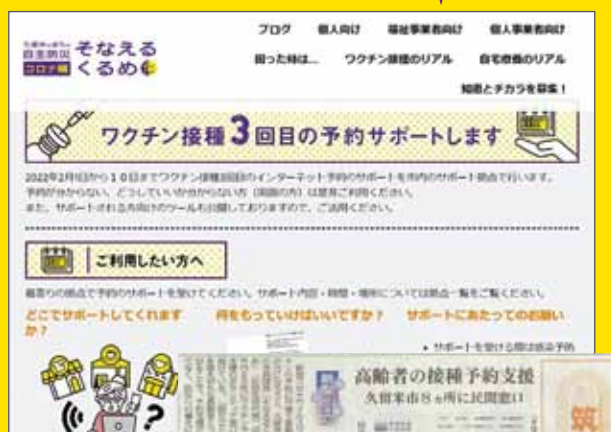 ブログ 個人向け 福祉事業者向け 個人事業者向け
自主防災 そなえる
コロナ編 くるめ
困った時は… ワクチン接種のリアル 自宅療養のリアル
知恵とチカラを募集！
ワクチン接種3回目の予約サポートします
2022年2月1日から１０日までワクチン接種3回目のインターネット予約のサポートを市内のサポート拠点で行います。
予約が分からない、どうしていいか分からない方（周囲の方）は是非ご利用ください。
また、サポートされる方向けのツールも公開しておりますので、ご活用ください。
ご利用したい方へ
最寄りの拠点で予約のサポートを受けてください。サポート内容・時間・場所については拠点一覧をご覧ください。
どこでサポートしてくれますか？
何をもっていけばいいですか？
サポートにあたってのお願い
• サポートを受ける際は感染予防
?
高齢者の接種予約支援
久留米市8ヵ所に民間窓口
筑